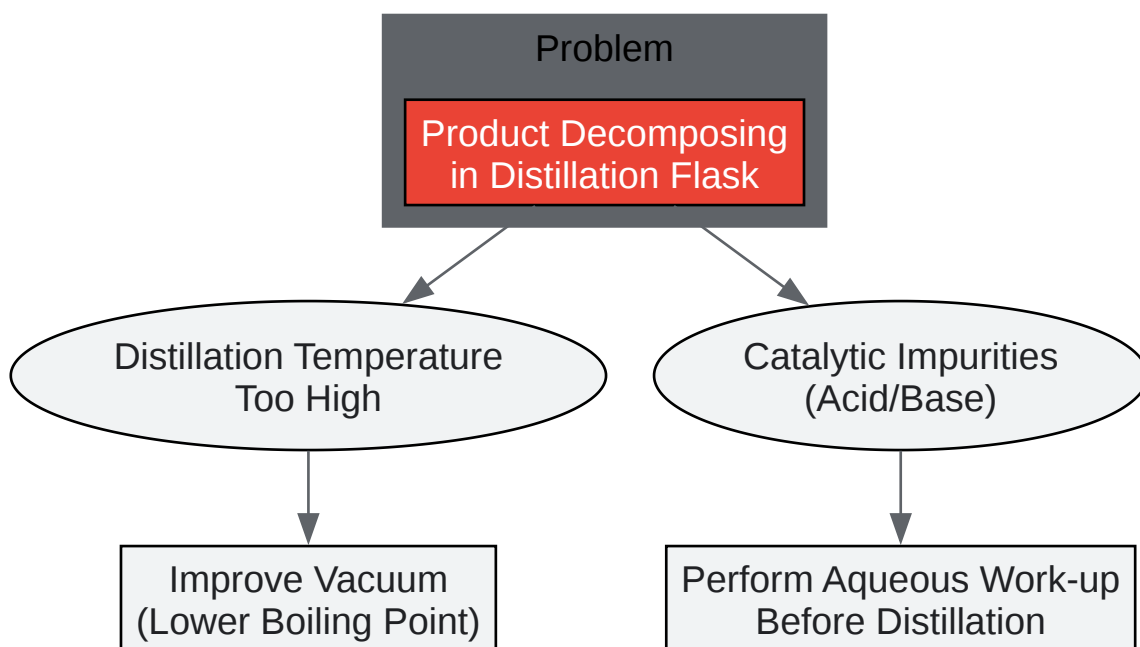 Problem
Product Decomposing
in Distillation Flask
Distillation Temperature
Too High
Catalytic Impurities
(Acid/Base)
Improve Vacuum
(Lower Boiling Point)
Perform Aqueous Work-up
Before Distillation